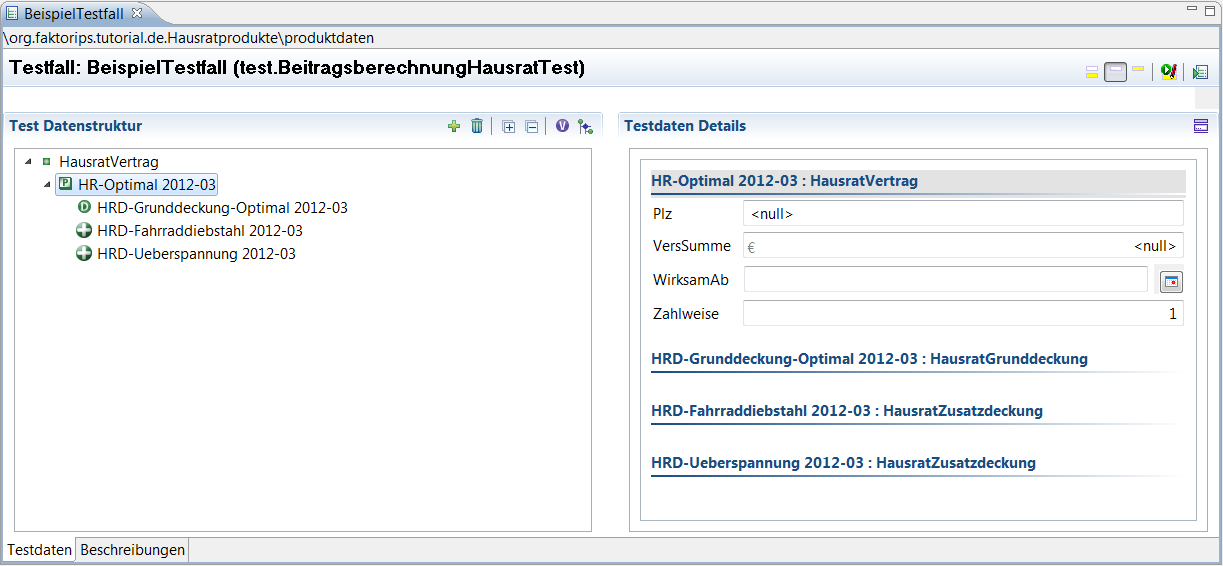 BeispielTestfall
\org.faktorips.tutorial.de.Hausratprodukte\produktdaten
Testfall: BeispielTestfall (test.BeitragsberechnungHausratTest)
Test Datenstruktur
HausratVertrag
HR-Optimal 2012-03
HRD-Grunddeckung-Optimal 2012-03
HRD-Fahrraddiebstahl 2012-03
HRD-Ueberspannung 2012-03
Testdaten Details
HR-Optimal 2012-03 : HausratVertrag
Plz <null>
VersSumme € <null>
WirksamAb
Zahlweise 1
HRD-Grunddeckung-Optimal 2012-03 : HausratGrunddeckung
HRD-Fahrraddiebstahl 2012-03 : HausratZusatzdeckung
HRD-Ueberspannung 2012-03 : HausratZusatzdeckung
Testdaten Beschreibungen